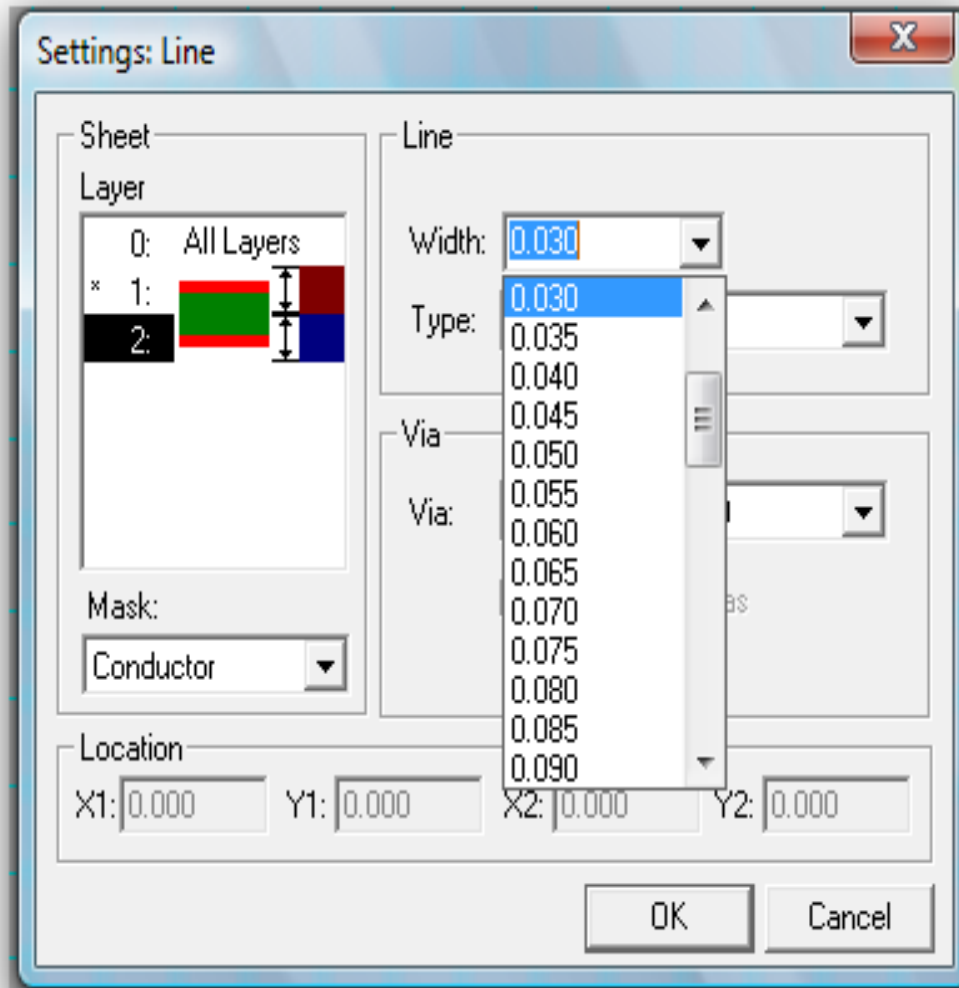 Settings: Line
Sheet
Layer
0: All Layers
* 1:
2:
Mask:
Conductor
Line
Width: 0.030
0.030
0.035
0.040
0.045
0.050
0.055
0.060
0.065
0.070
0.075
0.080
0.085
0.090
Type:
Via
Via:
as
Location
X1: 0.000 Y1: 0.000 X2: 0.000 Y2: 0.000
OK Cancel